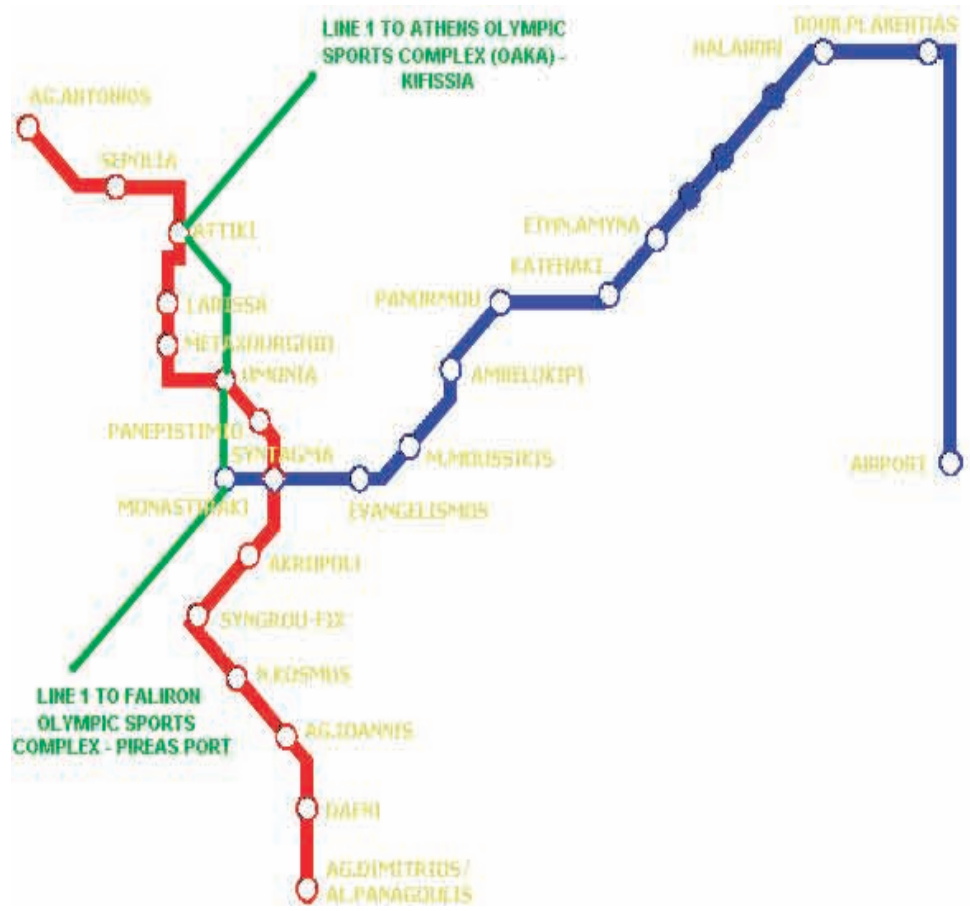 LINE 1 TO ATHENS OLYMPIC
SPORTS COMPLEX (OAKA) -
KIFISSIA
DOUK.PLAKENTIAS
HALANDRI
AG.ANTONIOS
SEPOLIA
ATTIKI
ETHN.AMYNA
KATEHAKI
PANORMOU
LARISSA
METAXOURGHIO
OMONIA
AMBELOKIPI
PANEPISTIMIO
SYNTAGMA
M.MOUSSIKIS
AIRPORT
MONASTIRAKI
EVANGELISMOS
AKROPOLI
SYNGROU-FIX
N.KOSMOS
LINE 1 TO FALIRON
OLYMPIC SPORTS
COMPLEX - PIREAS PORT
AG.IOANNIS
DAFNI
AG.DIMITRIOS/
AL.PANAGOULIS